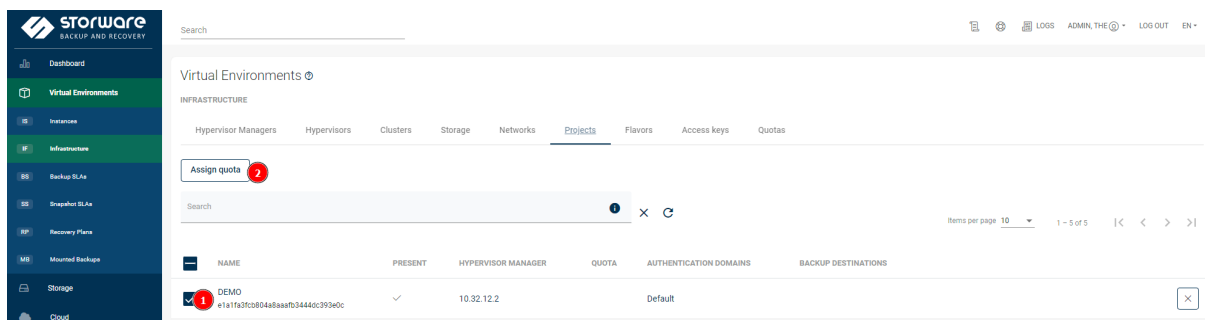 STORWARE
BACKUP AND RECOVERY
Search
LOGS
ADMIN, THE
LOG OUT
EN
Dashboard
Virtual Environments
IS Instances
IF Infrastructure
BS Backup SLAs
SS Snapshot SLAs
RP Recovery Plans
MB Mounted Backups
Storage
Cloud
Virtual Environments
INFRASTRUCTURE
Hypervisor Managers Hypervisors Clusters Storage Networks Projects Flavors Access keys Quotas
Assign quota 2
Search
Items per page 10 1 – 5 of 5
NAME PRESENT HYPERVISOR MANAGER QUOTA AUTHENTICATION DOMAINS BACKUP DESTINATIONS
1 DEMO 10.32.12.2 Default
e1a1fa3fcb804a8aaafb3444dc393e0c